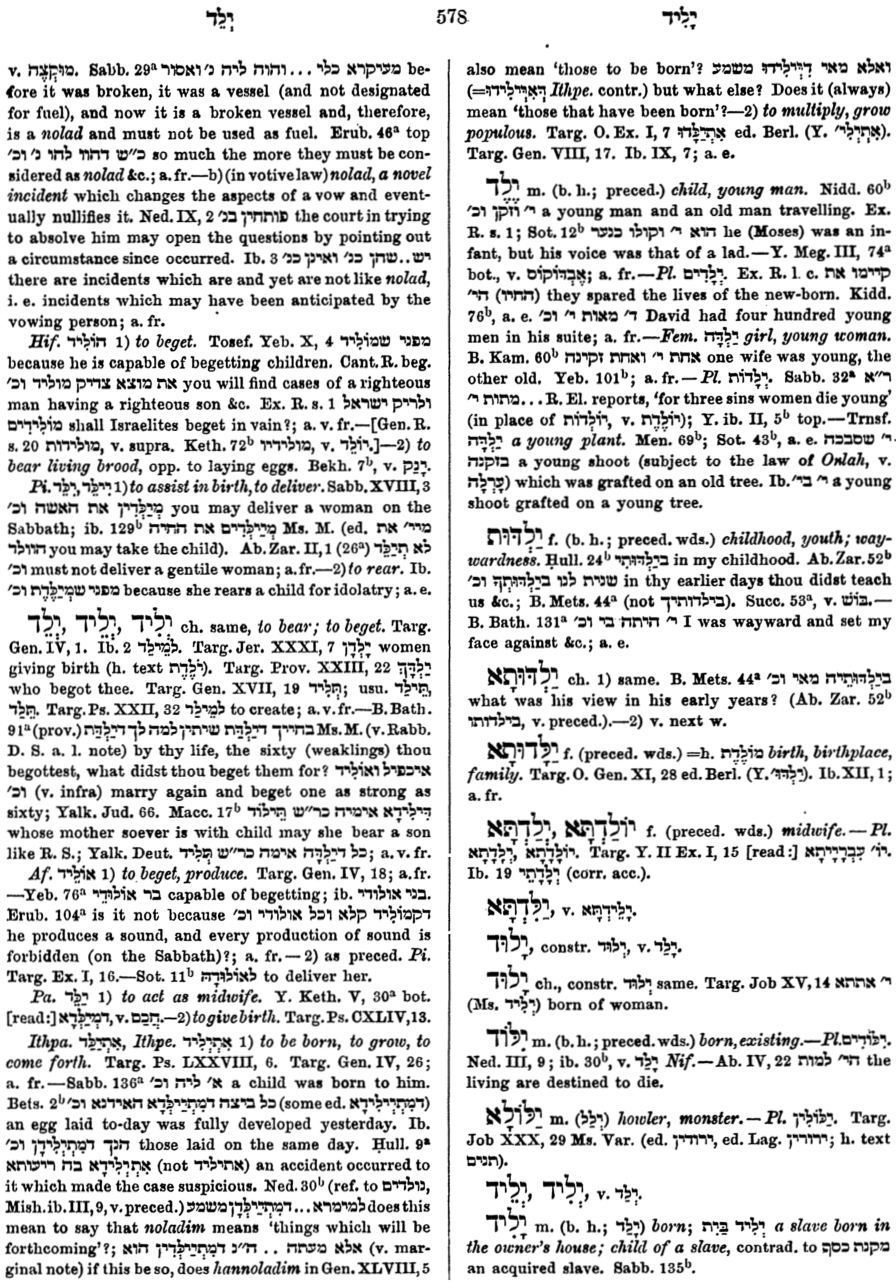 יְלֵד 578 יָלִיד
v. מוּקְצֶה. Sabb. 29ᵃ מעיקרא כלי ... והוה ליה נ׳ ואסור be-
fore it was broken, it was a vessel (and not designated
for fuel), and now it is a broken vessel and, therefore,
is a nolad and must not be used as fuel. Erub. 46ᵃ top
כ״ש דהוו להו נ׳ וכ׳ so much the more they must be con-
sidered as nolad &c.; a. fr.—b) (in votive law) nolad, a novel
incident which changes the aspects of a vow and event-
ually nullifies it. Ned. IX, 2 פותחין בנ׳ the court in trying
to absolve him may open the questions by pointing out
a circumstance since occurred. Ib. 3 יש..שהן כנ׳ ואינן כנ׳
there are incidents which are and yet are not like nolad,
i. e. incidents which may have been anticipated by the
vowing person; a. fr.
Hif. הוֹלִיד 1) to beget. Tosef. Yeb. X, 4 מפני שמוליד
because he is capable of begetting children. Cant. R. beg.
את מוצא צדיק מוליד וכ׳ you will find cases of a righteous
man having a righteous son &c. Ex. R. s. 1 ולריק ישראל
מוֹלִידִים shall Israelites beget in vain?; a. v. fr.—[Gen. R.
s. 20 מולידות, v. supra. Keth. 72ᵇ מולידיו, v. יוֹלֵד.]—2) to
bear living brood, opp. to laying eggs. Bekh. 7ᵇ, v. יָנַק.
Pi. יִילֵּד, יִלֵּד 1) to assist in birth, to deliver. Sabb. XVIII, 3
מְיַלְּדִין את האשה וכ׳ you may deliver a woman on the
Sabbath; ib. 129ᵇ מְיַילְּדִים את החיה Ms. M. (ed. מיי׳ את
הוולד you may take the child). Ab. Zar. II, 1 (26ᵃ) לא תְיַלֵּד
וכ׳ must not deliver a gentile woman; a. fr.—2) to rear. Ib.
מפני שמְיַלֶּדֶת וכ׳ because she rears a child for idolatry; a. e.
יְלִיד, יְלֵיד, יְלֵד ch. same, to bear; to beget. Targ.
Gen. IV, 1. Ib. 2 לְמֵילַד. Targ. Jer. XXXI, 7 יָלְדָן women
giving birth (h. text יֹלֶדֶת). Targ. Prov. XXIII, 22 יַלְדָךְ
who begot thee. Targ. Gen. XVII, 19 תְּלִיד; usu. תֵּילַד,
תֵּלַד. Targ. Ps. XXII, 32 למֵילַד to create; a. v. fr.—B. Bath.
91ᵃ (prov.) בחייך דילַדְתְּ שיתין למה לך דילַדְתְּ Ms. M. (v. Rabb.
D. S. a. l. note) by thy life, the sixty (weaklings) thou
begottest, what didst thou beget them for? איכפיל ואוליד
וכ׳ (v. infra) marry again and beget one as strong as
sixty; Yalk. Jud. 66. Macc. 17ᵇ דיְלִידָא אימיה כר״ש תֵּילוֹד
whose mother soever is with child may she bear a son
like R. S.; Yalk. Deut. כל דילְדָה אימה כר״ש תְּלִיד; a. v. fr.
Af. אוֹלִיד 1) to beget, produce. Targ. Gen. IV, 18; a. fr.
—Yeb. 76ᵃ בר אוֹלוּדֵי capable of begetting; ib. בני אולודי.
Erub. 104ᵃ is it not because דקמוֹלִיד קלא וכל אולודי וכ׳
he produces a sound, and every production of sound is
forbidden (on the Sabbath)?; a. fr.—2) as preced. Pi.
Targ. Ex. I, 16.—Sot. 11ᵇ לאוֹלוּדָהּ to deliver her.
Pa. יַלֵּד 1) to act as midwife. Y. Keth. V, 30ᵃ bot.
[read:] דמְיַלְּדָא, v. חֲכַם.—2) to give birth. Targ. Ps. CXLIV, 13.
Ithpa. אִתְיַלַּד, Ithpe. אִתְיְלִיד 1) to be born, to grow, to
come forth. Targ. Ps. LXXVIII, 6. Targ. Gen. IV, 26;
a. fr.—Sabb. 136ᵃ א׳ ליה וכ׳ a child was born to him.
Bets. 2ᵇ כל ביצה דמִתְיַילְּדָא האידנא וכ׳ (some ed. דמִתְיְילִידָא)
an egg laid to-day was fully developed yesterday. Ib.
הנך דמִתְיְלִידָן וכ׳ those laid on the same day. Ḥull. 9ᵃ
אִתְיְלִידָא בה ריעותא (not אתיליד) an accident occurred to
it which made the case suspicious. Ned. 30ᵇ (ref. to נולדים,
Mish. ib. III, 9, v. preced.) למימרא ... דמִתְיַילְּדָן משמע does this
mean to say that noladim means ‘things which will be
forthcoming’?; אלא מעתה .. ה״נ דמִתְיַילְּדִין הוא (v. mar-
ginal note) if this be so, does hannoladim in Gen. XLVIII, 5
also mean ‘those to be born’? ואלא מאי דְיִּילִידוּ משמע
(=דְאִיְּילִידוּ Ithpe. contr.) but what else? Does it (always)
mean ‘those that have been born’?—2) to multiply, grow
populous. Targ. O. Ex. I, 7 אִתְיַלָּדוּ ed. Berl. (Y. אִתְיְלִי׳).
Targ. Gen. VIII, 17. Ib. IX, 7; a. e.
יֶלֶד m. (b. h.; preced.) child, young man. Nidd. 60ᵇ
י׳ וזקן וכ׳ a young man and an old man travelling. Ex.
R. s. 1; Sot. 12ᵇ הוא י׳ וקולו כנער he (Moses) was an in-
fant, but his voice was that of a lad.—Y. Meg. III, 74ᵃ
bot., v. אֶבְהוֹקוֹס; a. fr.—Pl. יְלָדִים. Ex. R. l. c. קיימו את
הי׳ (החיו) they spared the lives of the new-born. Kidd.
76ᵇ, a. e. ד׳ מאות י׳ וכ׳ David had four hundred young
men in his suite; a. fr.—Fem. יַלְדָּה girl, young woman.
B. Kam. 60ᵇ אחת י׳ ואחת זקינה one wife was young, the
other old. Yeb. 101ᵇ; a. fr.—Pl. יְלָדוֹת. Sabb. 32ᵃ ר״א
מתות י׳... R. El. reports, ‘for three sins women die young’
(in place of יוֹלְדוֹת, v. יוֹלֶדֶת); Y. ib. II, 5ᵇ top.—Trnsf.
יַלְדָּה a young plant. Men. 69ᵇ; Sot. 43ᵇ, a. e. י׳ שסבכה
בזקנה a young shoot (subject to the law of Orlah, v.
עָרְלָה) which was grafted on an old tree. Ib. י׳ בי׳ a young
shoot grafted on a young tree.
יַלְדוּת f. (b. h.; preced. wds.) childhood, youth; way-
wardness. Ḥull. 24ᵇ בּיַלְדוּתִי in my childhood. Ab. Zar. 52ᵇ
שנית לנו בּיַלְדוּתְךָ וכ׳ in thy earlier days thou didst teach
us &c.; B. Mets. 44ᵃ (not בילדותיך). Succ. 53ᵃ, v. בּוֹשׁ.—
B. Bath. 131ᵃ י׳ היתה בי וכ׳ I was wayward and set my
face against &c.; a. e.
יַלְדוּתָא ch. 1) same. B. Mets. 44ᵃ בּיַלְדוּתֵיה מאי וכ׳
what was his view in his early years? (Ab. Zar. 52ᵇ
בילדותו, v. preced.).—2) v. next w.
יַלָּדוּתָא f. (preced. wds.) =h. מוֹלֶדֶת birth, birthplace,
family. Targ. O. Gen. XI, 28 ed. Berl. (Y. יַלְדוּ׳). Ib. XII, 1;
a. fr.
יוֹלַדְתָּא, יְלַדְתָּא f. (preced. wds.) midwife.—Pl.
יוֹלָדָתָא, יְלָדָתָא. Targ. Y. II Ex. I, 15 [read:] יו׳ עִבְרָיְיתָא.
Ib. 19 יְלָדָתֵי (corr. acc.).
יַלִּדְתָּא, v. יָלֵידְתָא.
יָלוּד, constr. יְלוּד, v. יָלַד.
יָלוּד ch., constr. יְלוּד same. Targ. Job XV, 14 י׳ אתתא
(Ms. יְלִיד) born of woman.
יִלּוֹד m. (b. h.; preced. wds.) born, existing.—Pl. יִלּוֹדִים.
Ned. III, 9; ib. 30ᵇ, v. יָלַד Nif.—Ab. IV, 22 הי׳ למות the
living are destined to die.
יַלּוֹלָא m. (יְלַל) howler, monster.—Pl. יַלּוֹלִין. Targ.
Job XXX, 29 Ms. Var. (ed. ירודין, ed. Lag. ירורין; h. text
תנים).
יְלִיד, יְלֵיד, v. יְלֵד.
יָלִיד m. (b. h.; יָלַד) born; יְלִיד בַּיִת a slave born in
the owner's house; child of a slave, contrad. to מקנת כסף
an acquired slave. Sabb. 135ᵇ.